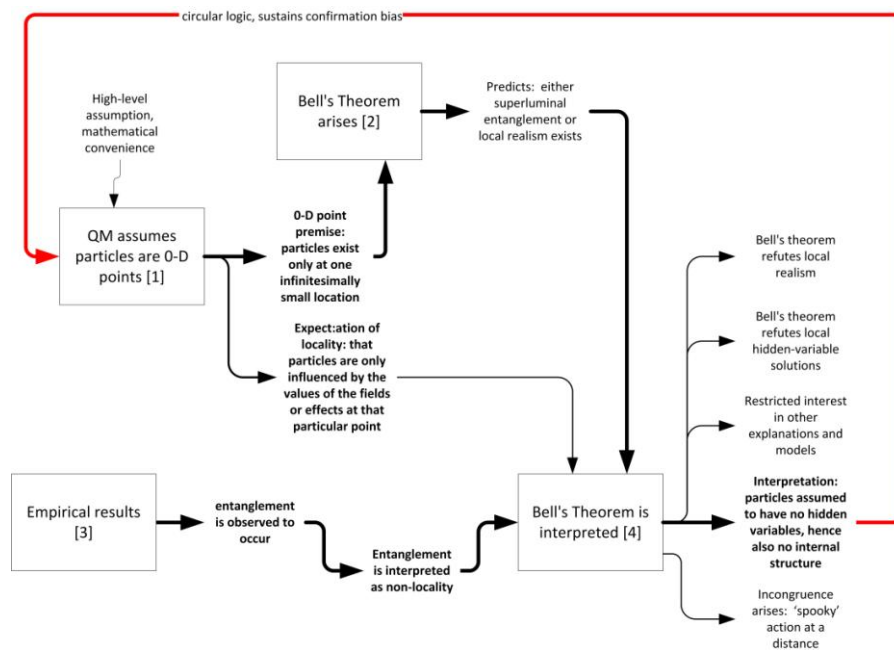 circular logic, sustains confirmation bias
High-level
assumption,
mathematical
convenience
Bell's Theorem
arises [2]
Predicts: either
superluminal
entanglement or
local realism exists
QM assumes
particles are 0-D
points [1]
0-D point
premise:
particles exist
only at one
infinitesimally
small location
Expect:ation of
locality: that
particles are only
influenced by the
values of the fields
or effects at that
particular point
Bell's theorem
refutes local
realism
Bell's theorem
refutes local
hidden-variable
solutions
Restricted interest
in other
explanations and
models
Empirical results
[3]
entanglement
is observed to
occur
Entanglement
is interpreted
as non-locality
Bell's Theorem is
interpreted [4]
Interpretation:
particles assumed
to have no hidden
variables, hence
also no internal
structure
Incongruence
arises: ‘spooky’
action at a
distance